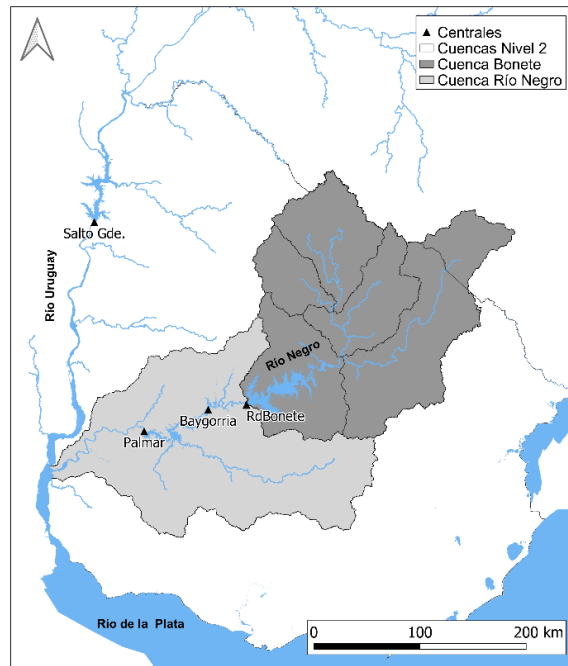 Centrales
Cuencas Nivel 2
Cuenca Bonete
Cuenca Río Negro
Salto Gde.
Río Uruguay
Río Negro
RdBonete
Baygorria
Palmar
Rio de la Plata
0 100 200 km